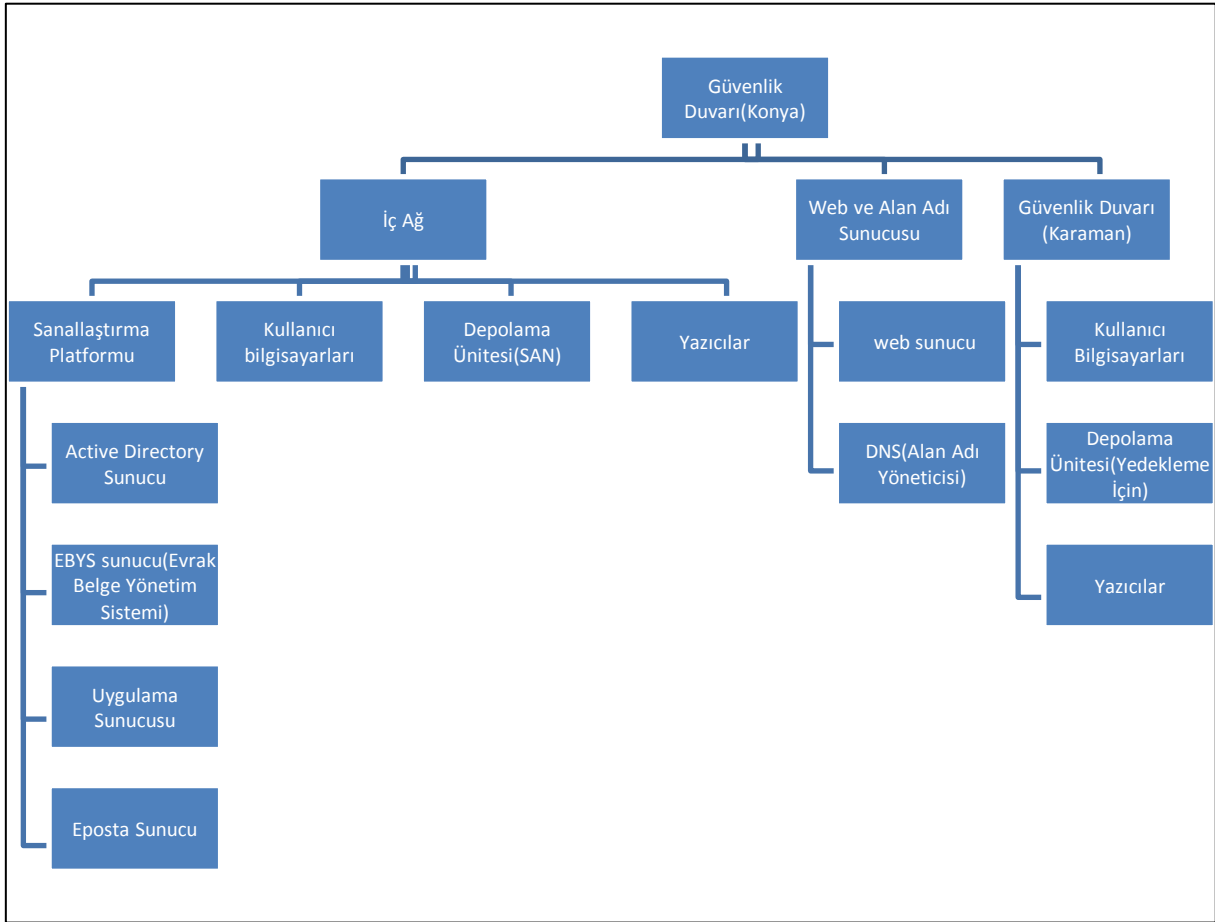 Güvenlik
Duvarı(Konya)
İç Ağ
Web ve Alan Adı
Sunucusu
Güvenlik Duvarı
(Karaman)
Sanallaştırma
Platformu
Kullanıcı
bilgisayarları
Depolama
Ünitesi(SAN)
Yazıcılar
web sunucu
Kullanıcı
Bilgisayarları
Active Directory
Sunucu
DNS(Alan Adı
Yöneticisi)
Depolama
Ünitesi(Yedekleme
İçin)
EBYS sunucu(Evrak
Belge Yönetim
Sistemi)
Yazıcılar
Uygulama
Sunucusu
Eposta Sunucu